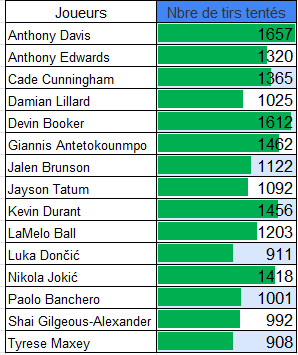 Joueurs Nbre de tirs tentés
Anthony Davis 1657
Anthony Edwards 1320
Cade Cunningham 1365
Damian Lillard 1025
Devin Booker 1612
Giannis Antetokounmpo 1462
Jalen Brunson 1122
Jayson Tatum 1092
Kevin Durant 1456
LaMelo Ball 1203
Luka Dončić 911
Nikola Jokić 1418
Paolo Banchero 1001
Shai Gilgeous-Alexander 992
Tyrese Maxey 908